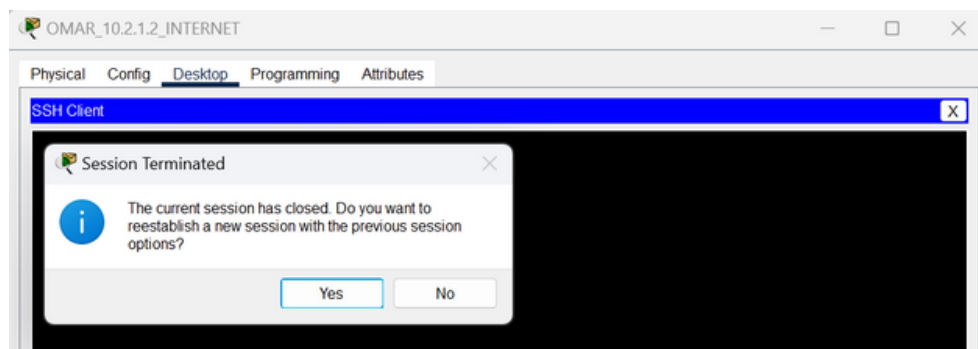 OMAR_10.2.1.2_INTERNET
Physical Config Desktop Programming Attributes
SSH Client
X
Session Terminated
The current session has closed. Do you want to
reestablish a new session with the previous session
options?
Yes No